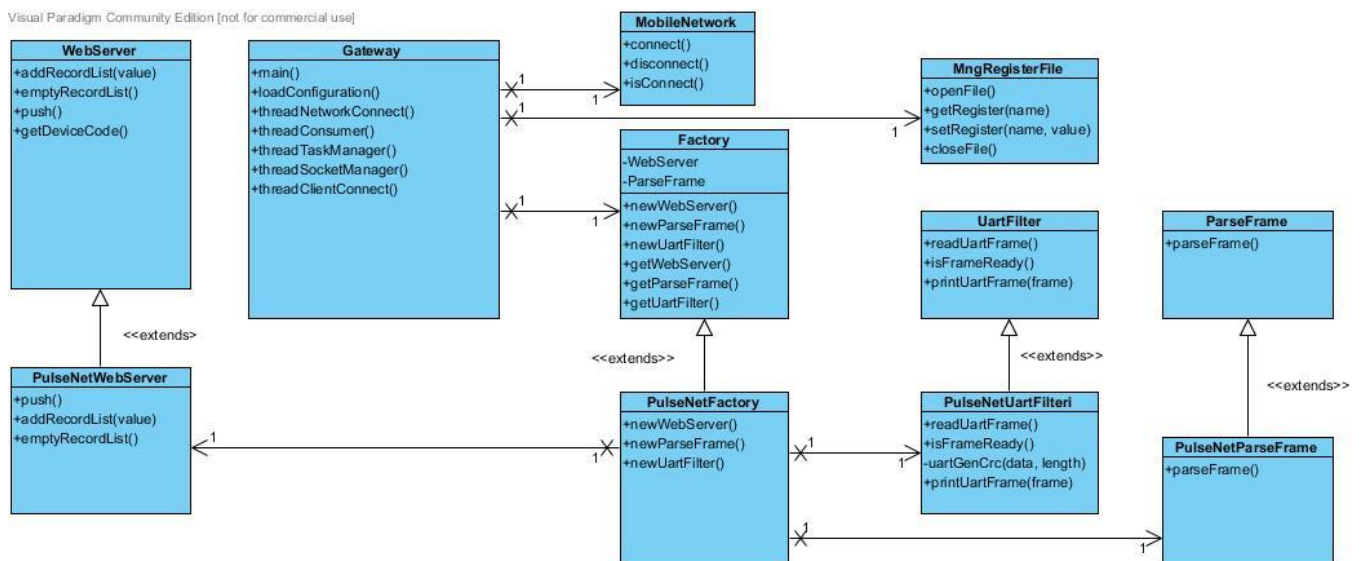 Visual Paradigm Community Edition [not for commercial use]
WebServer
+addRecordList(value)
+emptyRecordList()
+push()
+getDeviceCode()
Gateway
+main()
+loadConfiguration()
+threadNetworkConnect()
+threadConsumer()
+threadTaskManager()
+threadSocketManager()
+threadClientConnect()
MobileNetwork
+connect()
+disconnect()
+isConnect()
MngRegisterFile
+openFile()
+getRegister(name)
+setRegister(name, value)
+closeFile()
1
1
1
1
1
1
Factory
-WebServer
-ParseFrame
+newWebServer()
+newParseFrame()
+newUartFilter()
+getWebServer()
+getParseFrame()
+getUartFilter()
UartFilter
+readUartFrame()
+isFrameReady()
+printUartFrame(frame)
ParseFrame
+parseFrame()
<<extends>
<<extends>>
<<extends>>
<<extends>>
PulseNetWebServer
+push()
+addRecordList(value)
+emptyRecordList()
PulseNetFactory
+newWebServer()
+newParseFrame()
+newUartFilter()
PulseNetUartFilteri
+readUartFrame()
+isFrameReady()
-uartGenCrc(data, length)
+printUartFrame(frame)
PulseNetParseFrame
+parseFrame()
1
1
1
1
1
1